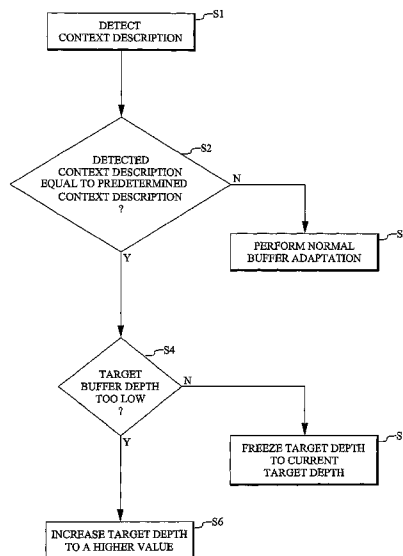 DETECT
CONTEXT DESCRIPTION
S1
S2
DETECTED
CONTEXT DESCRIPTION
EQUAL TO PREDETERMINED
CONTEXT DESCRIPTION
?
N
Y
S
PERFORM NORMAL
BUFFER ADAPTATION
S4
TARGET
BUFFER DEPTH
TOO LOW
?
N
Y
S
FREEZE TARGET DEPTH
TO CURRENT
TARGET DEPTH
S6
INCREASE TARGET DEPTH
TO A HIGHER VALUE